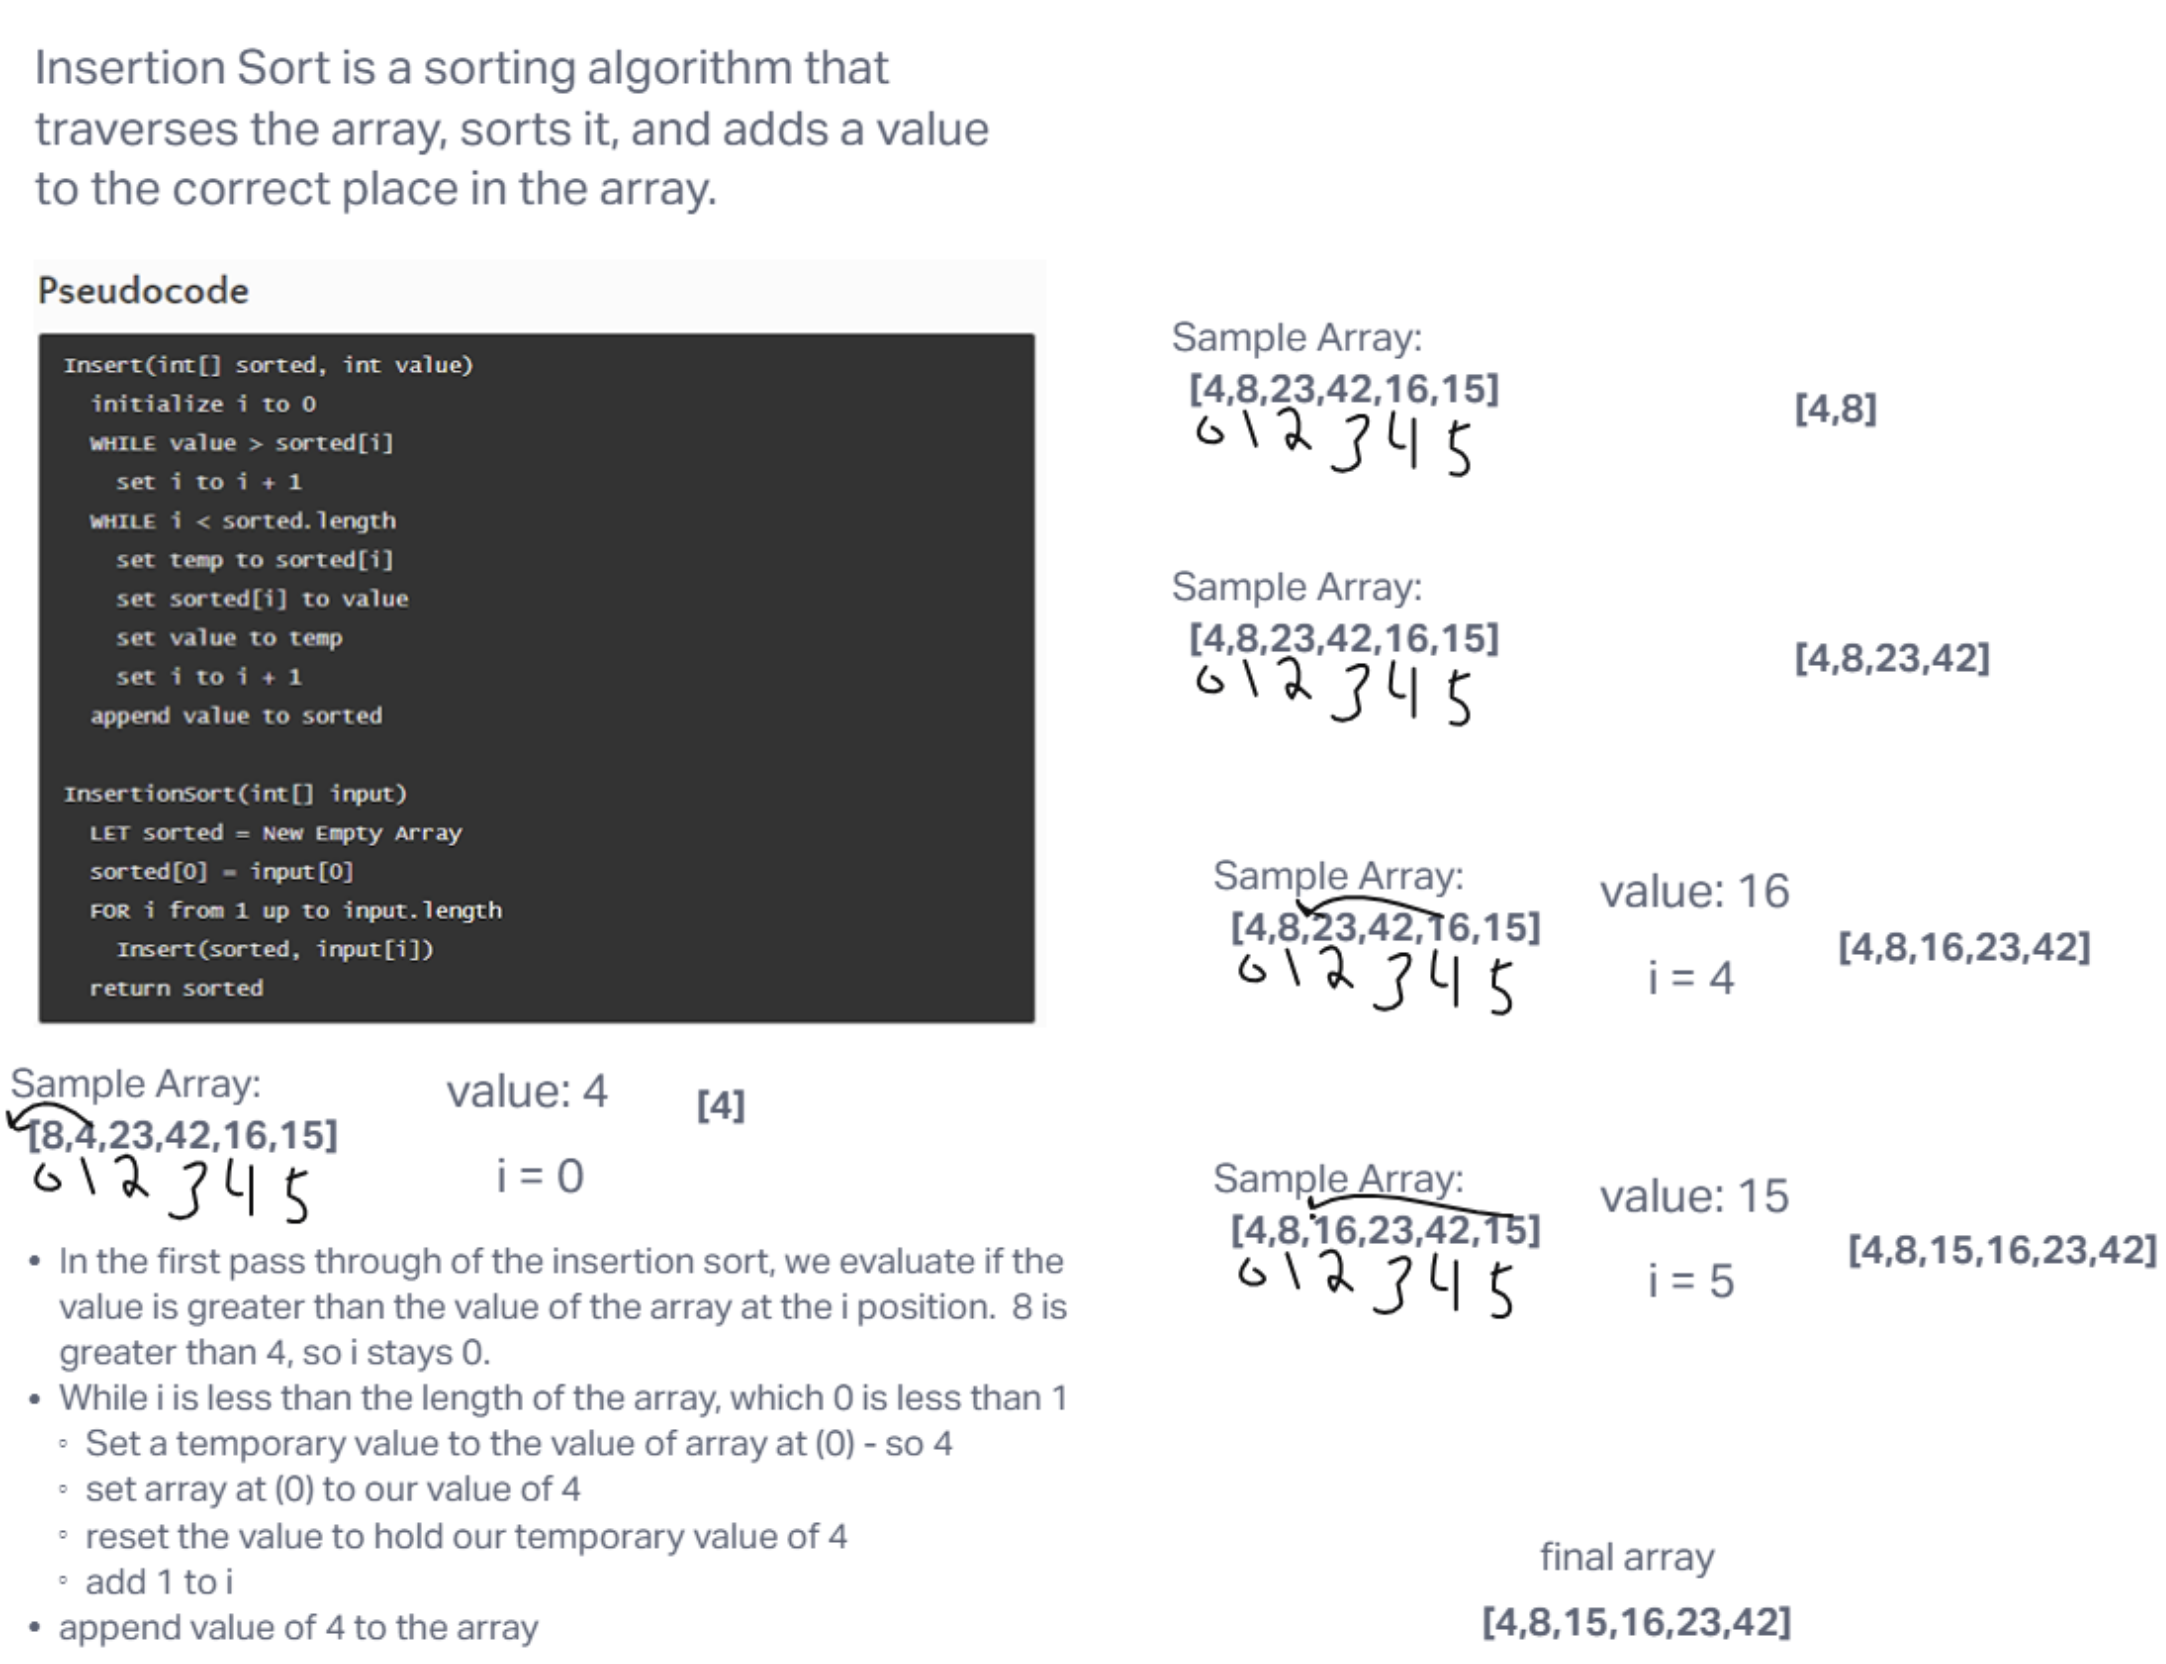 Insertion Sort is a sorting algorithm that
traverses the array, sorts it, and adds a value
to the correct place in the array.
Pseudocode
Insert(int[] sorted, int value)
initialize i to 0
WHILE value > sorted[i]
set i to i + 1
WHILE i < sorted.length
set temp to sorted[i]
set sorted[i] to value
set value to temp
set i to i + 1
append value to sorted
InsertionSort(int[] input)
LET sorted = New Empty Array
sorted[0] = input[0]
FOR i from 1 up to input.length
Insert(sorted, input[i])
return sorted
Sample Array:
[8,4,23,42,16,15]
0 1 2 3 4 5
value: 4
i = 0
[4]
• In the first pass through of the insertion sort, we evaluate if the
value is greater than the value of the array at the i position.  8 is
greater than 4, so i stays 0.
• While i is less than the length of the array, which 0 is less than 1
◦ Set a temporary value to the value of array at (0) - so 4
◦ set array at (0) to our value of 4
◦ reset the value to hold our temporary value of 4
◦ add 1 to i
• append value of 4 to the array
Sample Array:
[4,8,23,42,16,15]
0 1 2 3 4 5
[4,8]
Sample Array:
[4,8,23,42,16,15]
0 1 2 3 4 5
[4,8,23,42]
Sample Array:
[4,8,23,42,16,15]
0 1 2 3 4 5
value: 16
i = 4
[4,8,16,23,42]
Sample Array:
[4,8,16,23,42,15]
0 1 2 3 4 5
value: 15
i = 5
[4,8,15,16,23,42]
final array
[4,8,15,16,23,42]